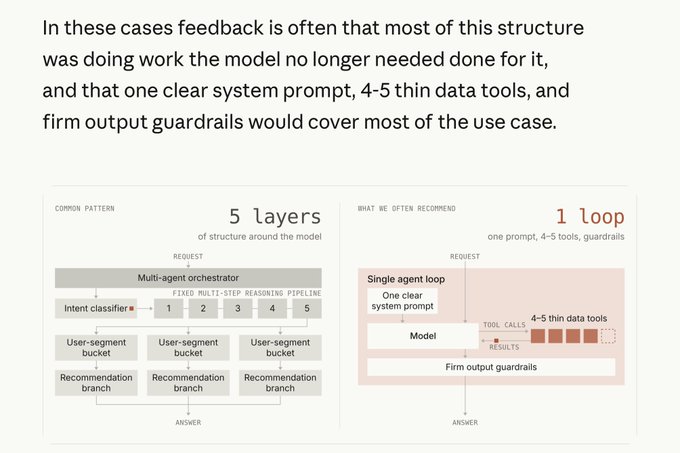 In these cases feedback is often that most of this structure
was doing work the model no longer needed done for it,
and that one clear system prompt, 4-5 thin data tools, and
firm output guardrails would cover most of the use case.
COMMON PATTERN
5 layers
of structure around the model
REQUEST
Multi-agent orchestrator
FIXED MULTI-STEP REASONING PIPELINE
Intent classifier
1 2 3 4 5
User-segment User-segment User-segment
bucket bucket bucket
Recommendation Recommendation Recommendation
branch branch branch
ANSWER
WHAT WE OFTEN RECOMMEND
1 loop
one prompt, 4–5 tools, guardrails
REQUEST
Single agent loop
One clear
system prompt
4–5 thin data tools
Model
TOOL CALLS
RESULTS
Firm output guardrails
ANSWER